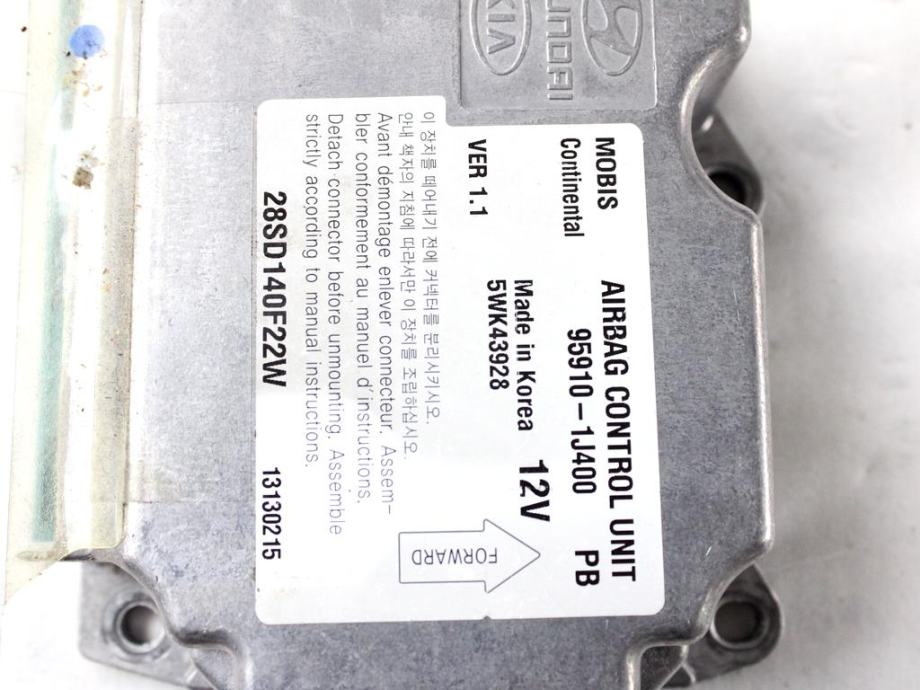 KIA
HYUNDAI
MOBIS AIRBAG CONTROL UNIT
Continental 95910-1J400 PB
Made in Korea 12V
VER 1.1 5WK43928
FORWARD
이 장치를 떼어내기 전에 커넥터를 분리시키시오.
안내 책자의 지침에 따라서만 이 장치를 조립하십시오.
Avant démontage enlever connecteur. Assem-
bler conformement au manuel d'instructions.
Detach connector before unmounting. Assemble
strictly according to manual instructions.
28SD140F22W 13130215